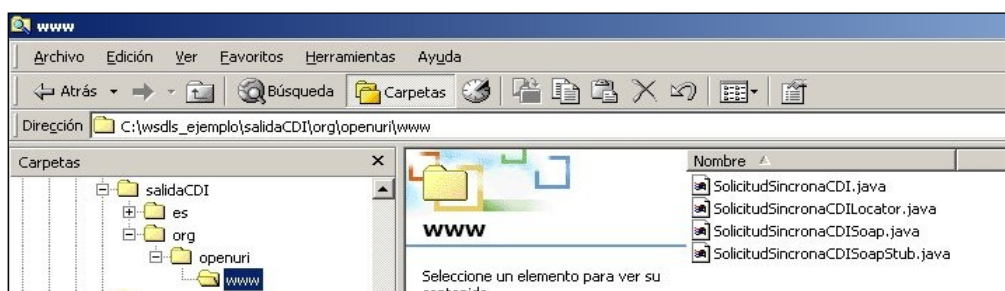 www
Archivo Edición Ver Favoritos Herramientas Ayuda
Atrás Búsqueda Carpetas
Dirección C:\wsdls_ejemplo\salidaCDI\org\openuri\www
Carpetas
salidaCDI
es
org
openuri
www
www
Seleccione un elemento para ver su
Nombre
SolicitudSincronaCDI.java
SolicitudSincronaCDILocator.java
SolicitudSincronaCDISoap.java
SolicitudSincronaCDISoapStub.java